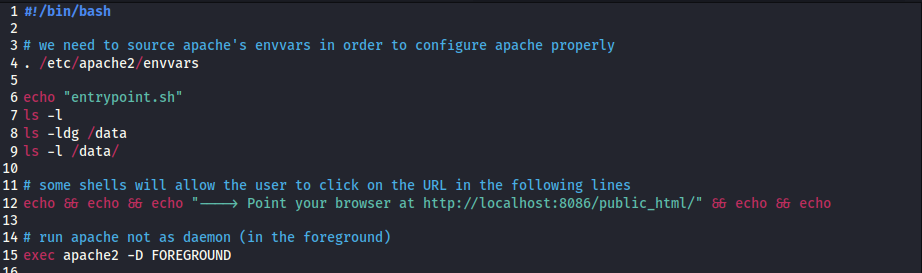 1 #!/bin/bash
2
3 # we need to source apache's envvars in order to configure apache properly
4 . /etc/apache2/envvars
5
6 echo "entrypoint.sh"
7 ls -l
8 ls -ldg /data
9 ls -l /data/
10
11 # some shells will allow the user to click on the URL in the following lines
12 echo && echo && echo "----> Point your browser at http://localhost:8086/public_html/" && echo && echo
13
14 # run apache not as daemon (in the foreground)
15 exec apache2 -D FOREGROUND
16